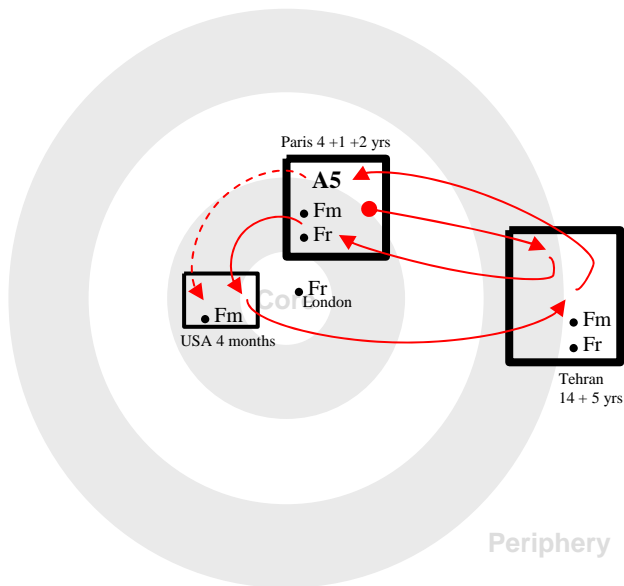 Paris 4 +1 +2 yrs
A5
Fm
Fr
Fr
London
Core
Fm
USA 4 months
Fm
Fr
Tehran
14 + 5 yrs
Periphery